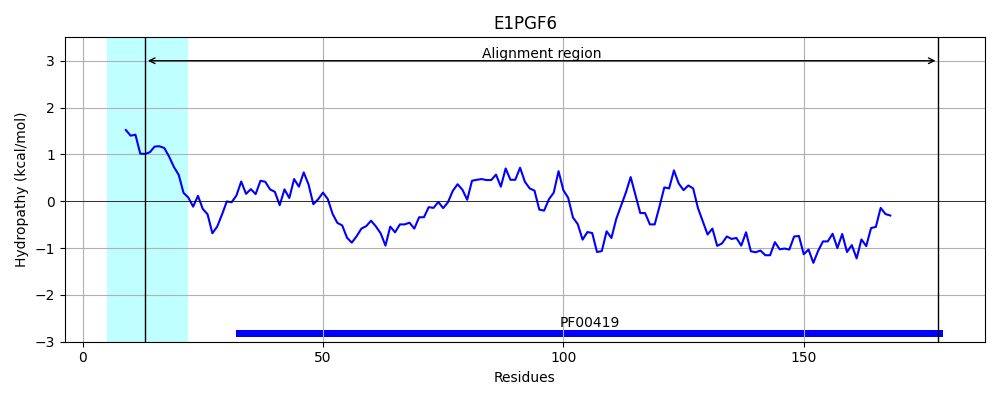 E1PGF6
Alignment region
3
2
1
0
−1
−2
−3
Hydropathy (kcal/mol)
PF00419
0
50
100
150
Residues